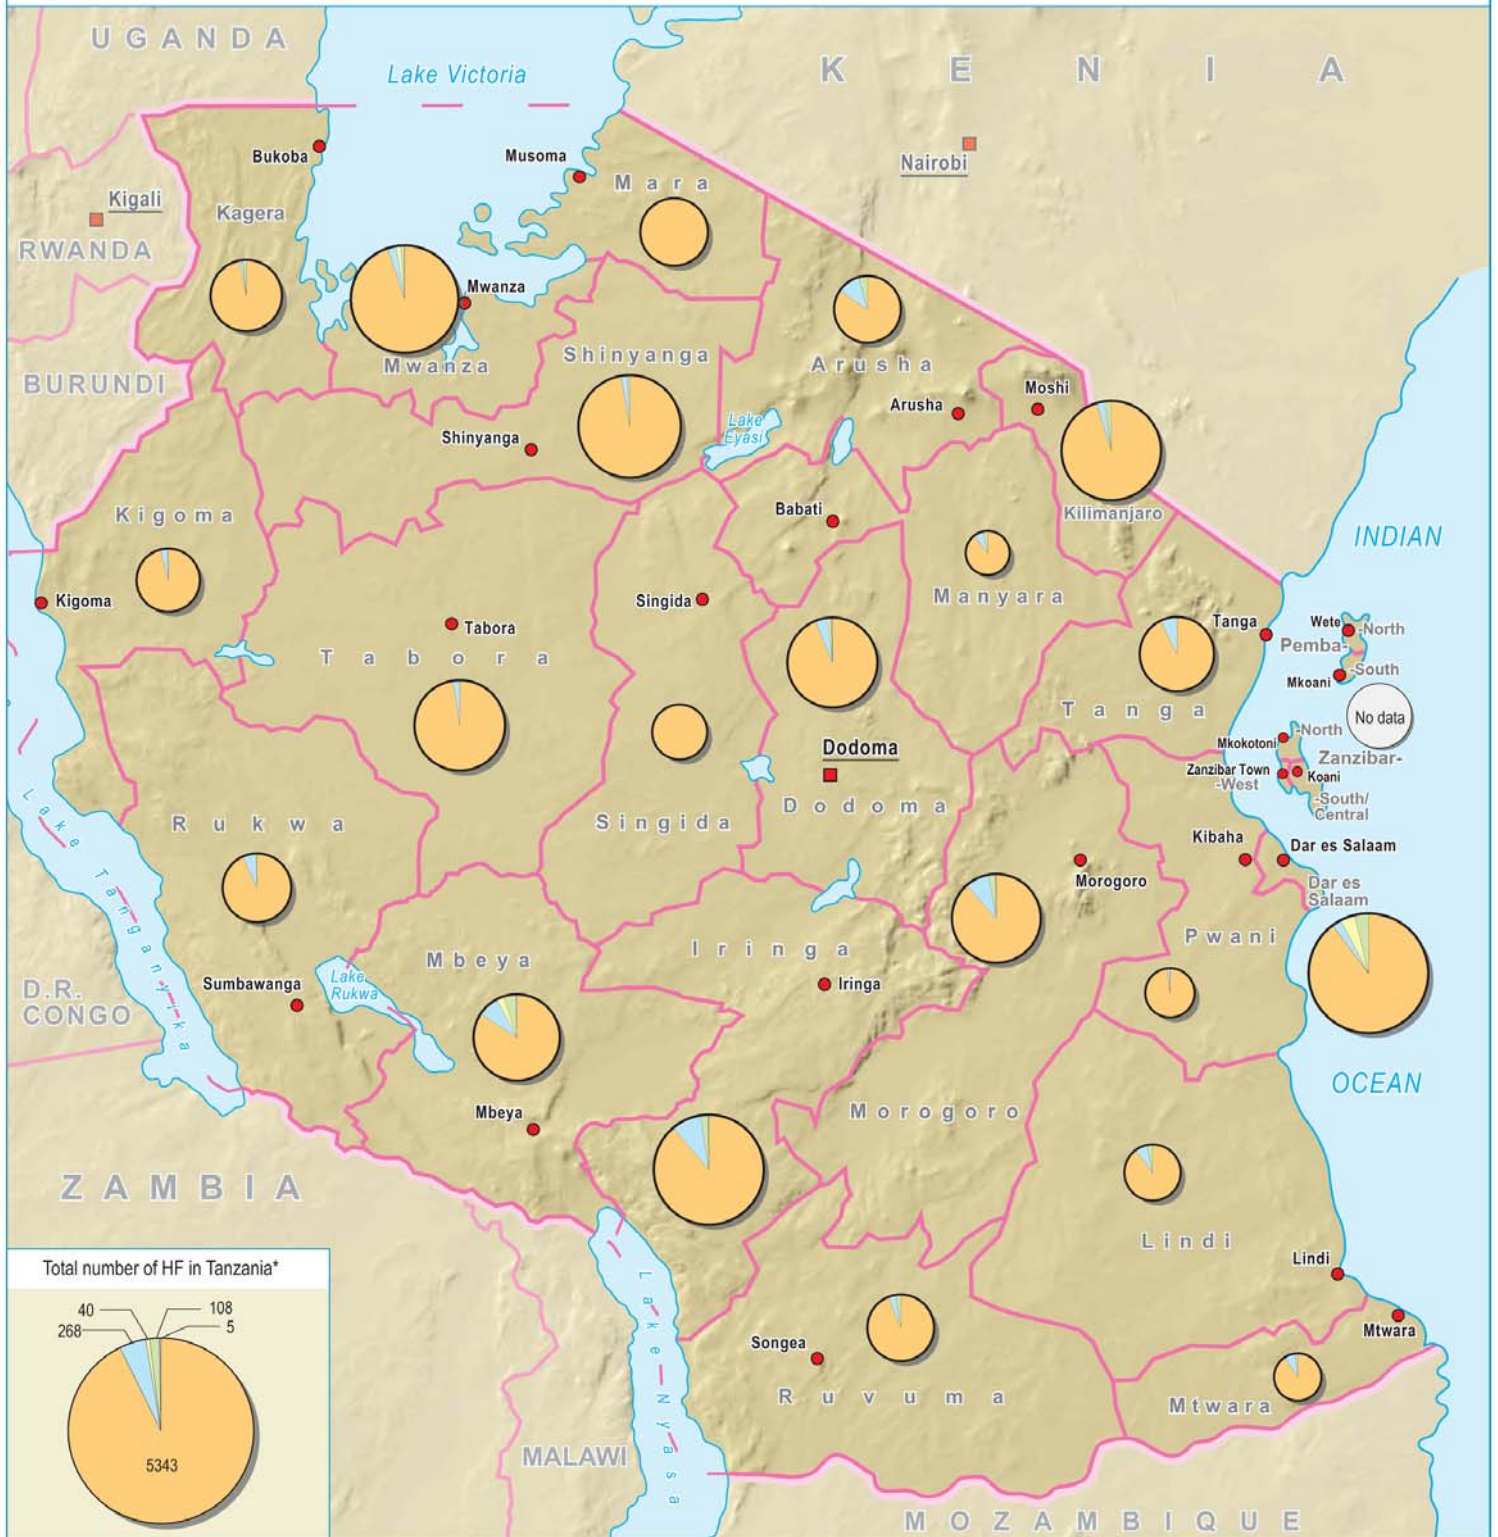 UGANDA
Lake Victoria
KENIA
Nairobi
Bukoba
Musoma
Mara
Kigali
Kagera
RWANDA
Mwanza
Mwanza
Shinyanga
Arusha
BURUNDI
Moshi
Arusha
Lake
Eyasi
Shinyanga
Kigoma
Babati
Kilimanjaro
INDIAN
Manyara
Kigoma
Singida
Tabora
Tabora
Tanga
Wete
-North
Pemba-
-South
Mkoani
Tanga
No data
-North
Mkokotoni
Zanzibar-
Zanzibar Town
Koani
-West
-South/
Central
Dodoma
Dodoma
Rukwa
Singida
Kibaha
Dar es Salaam
Morogoro
Dar es
Salaam
Lake Tanganyika
Pwani
Iringa
Mbeya
Iringa
Sumbawanga
Lake
Rukwa
D.R.
CONGO
OCEAN
Mbeya
Morogoro
ZAMBIA
Lindi
Lindi
Total number of HF in Tanzania*
40
108
268
5
5343
Lake Nyasa
Mtwara
Songea
Ruvuma
Mtwara
MALAWI
MOZAMBIQUE